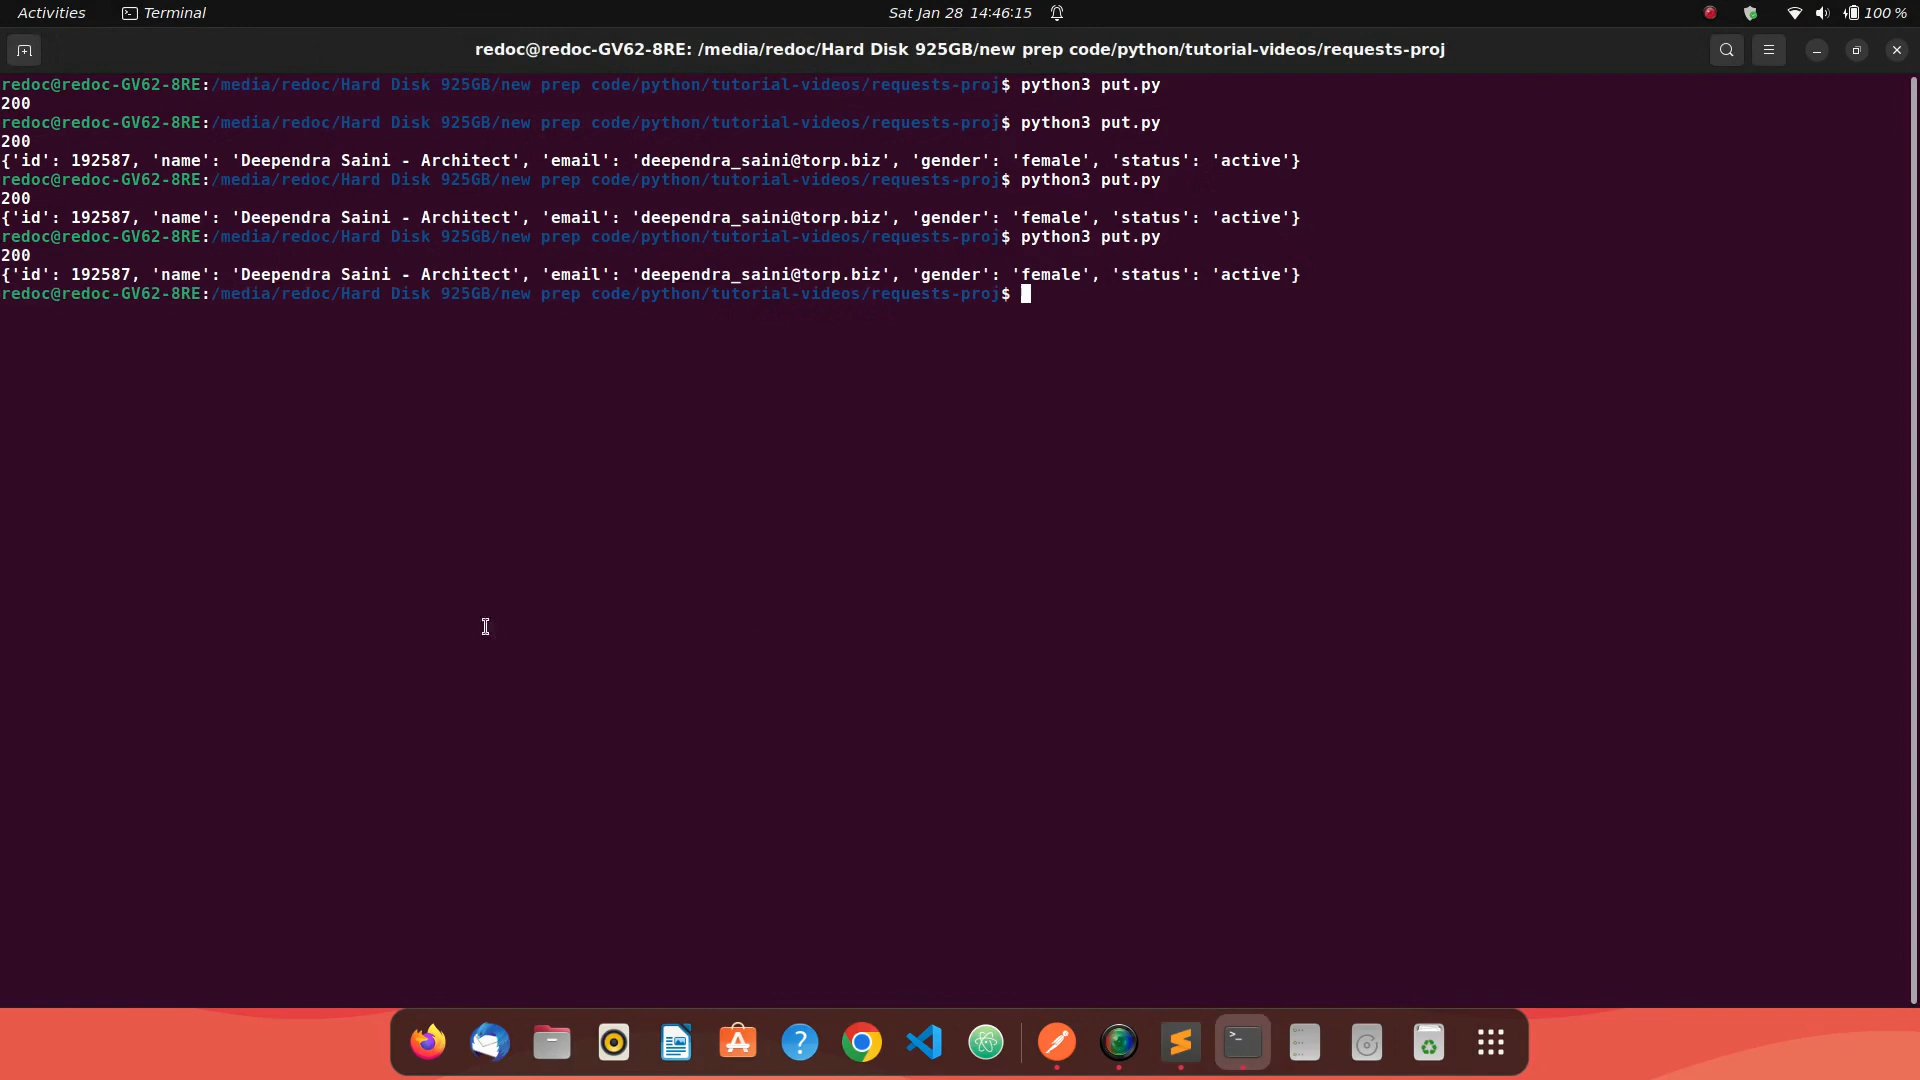 Activities Terminal Sat Jan 28 14:46:15 100 %
redoc@redoc-GV62-8RE: /media/redoc/Hard Disk 925GB/new prep code/python/tutorial-videos/requests-proj
redoc@redoc-GV62-8RE:/media/redoc/Hard Disk 925GB/new prep code/python/tutorial-videos/requests-proj$ python3 put.py
200
redoc@redoc-GV62-8RE:/media/redoc/Hard Disk 925GB/new prep code/python/tutorial-videos/requests-proj$ python3 put.py
200
{'id': 192587, 'name': 'Deependra Saini - Architect', 'email': 'deependra_saini@torp.biz', 'gender': 'female', 'status': 'active'}
redoc@redoc-GV62-8RE:/media/redoc/Hard Disk 925GB/new prep code/python/tutorial-videos/requests-proj$ python3 put.py
200
{'id': 192587, 'name': 'Deependra Saini - Architect', 'email': 'deependra_saini@torp.biz', 'gender': 'female', 'status': 'active'}
redoc@redoc-GV62-8RE:/media/redoc/Hard Disk 925GB/new prep code/python/tutorial-videos/requests-proj$ python3 put.py
200
{'id': 192587, 'name': 'Deependra Saini - Architect', 'email': 'deependra_saini@torp.biz', 'gender': 'female', 'status': 'active'}
redoc@redoc-GV62-8RE:/media/redoc/Hard Disk 925GB/new prep code/python/tutorial-videos/requests-proj$